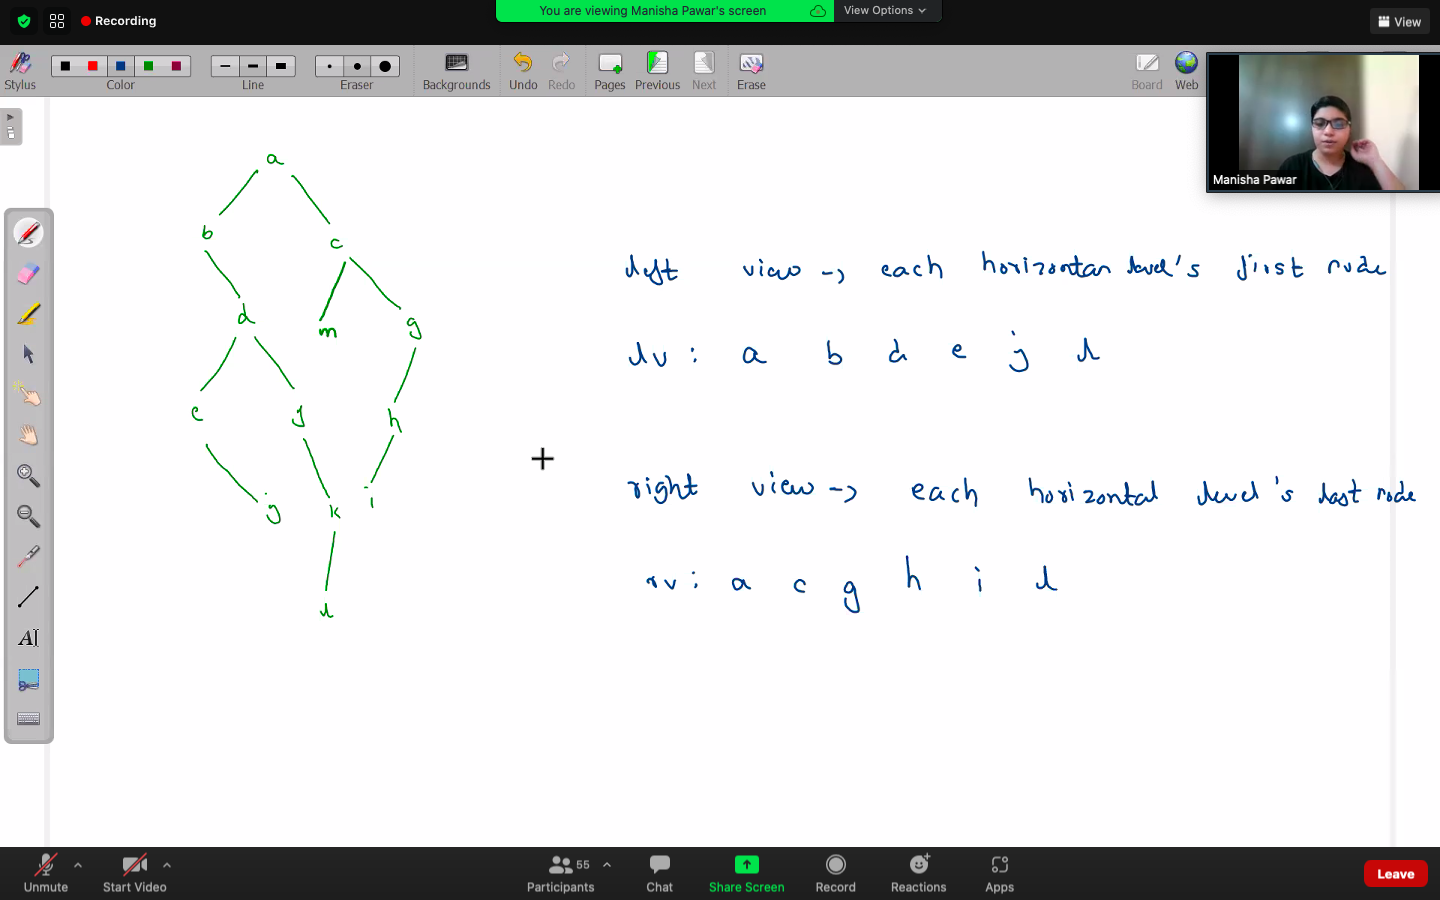 Recording
You are viewing Manisha Pawar's screen
View Options
View
Stylus
Color
Line
Eraser
Backgrounds
Undo
Redo
Pages
Previous
Next
Erase
Board
Web
Manisha Pawar
a
b c
d m g
e f h
j k i
l
left view -> each horizontan level's first node
lv : a b d e j l
right view -> each horizontal level's last node
rv : a c g h i l
AI
Unmute
Start Video
55
Participants
Chat
Share Screen
Record
Reactions
Apps
Leave